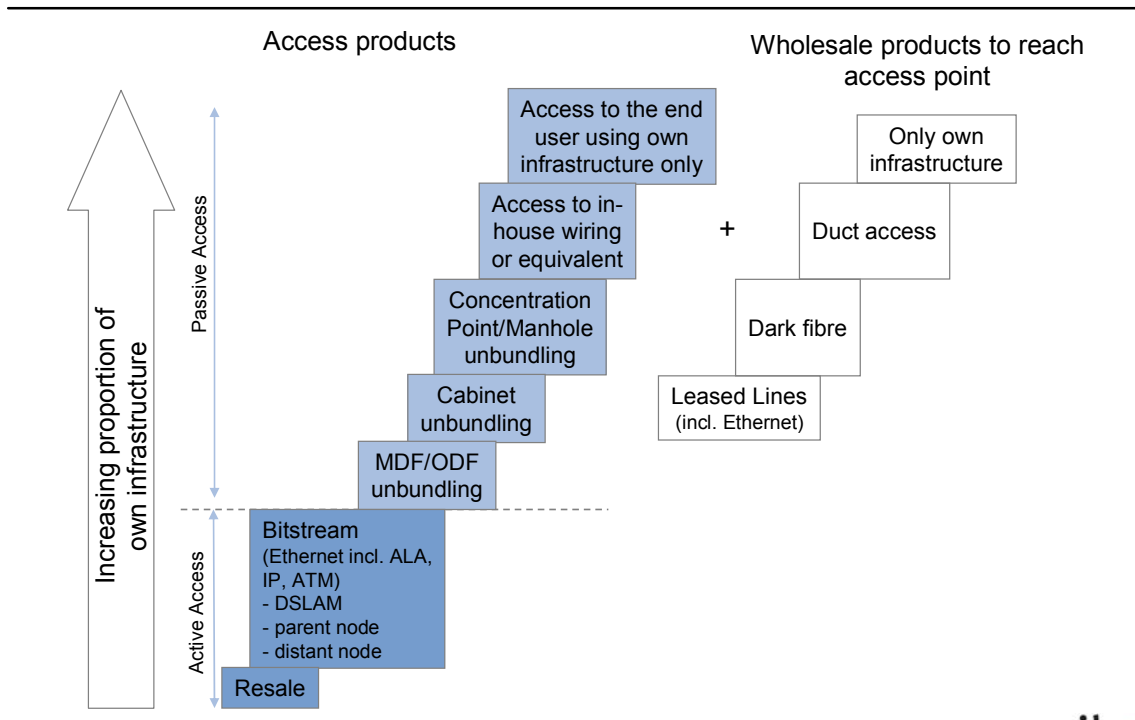 Access products
Wholesale products to reach
access point
Increasing proportion of
own infrastructure
Passive Access
Active Access
Access to the end
user using own
infrastructure only
Access to in-
house wiring
or equivalent
Concentration
Point/Manhole
unbundling
Cabinet
unbundling
MDF/ODF
unbundling
Bitstream
(Ethernet incl. ALA,
IP, ATM)
- DSLAM
- parent node
- distant node
Resale
+
Only own
infrastructure
Duct access
Dark fibre
Leased Lines
(incl. Ethernet)